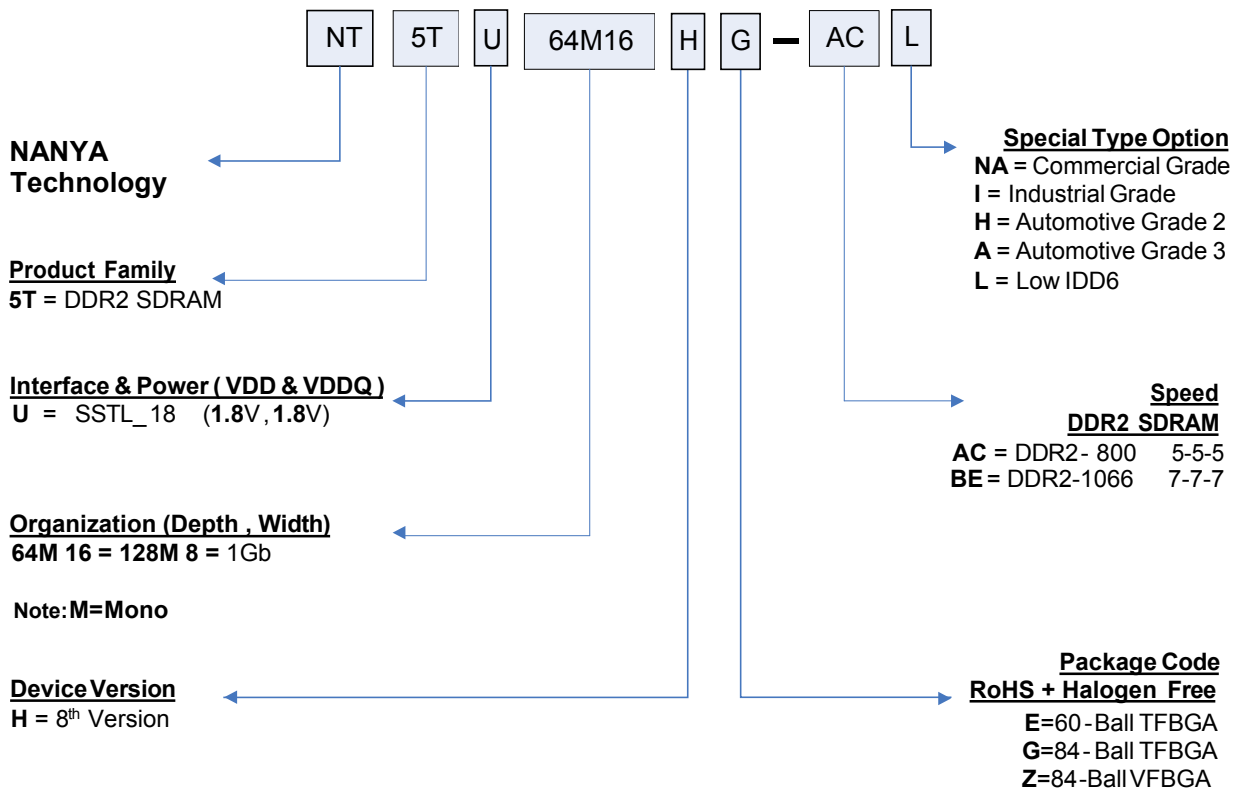 NT 5T U 64M16 H G – AC L
NANYA
Technology
Product Family
5T = DDR2 SDRAM
Interface & Power ( VDD & VDDQ )
U = SSTL_18 (1.8V,1.8V)
Organization (Depth , Width)
64M 16 = 128M 8 = 1Gb
Note:M=Mono
Device Version
H = 8th Version
Special Type Option
NA = Commercial Grade
I = Industrial Grade
H = Automotive Grade 2
A = Automotive Grade 3
L = Low IDD6
Speed
DDR2 SDRAM
AC = DDR2- 800 5-5-5
BE = DDR2-1066 7-7-7
Package Code
RoHS + Halogen Free
E=60-Ball TFBGA
G=84-Ball TFBGA
Z=84-Ball VFBGA